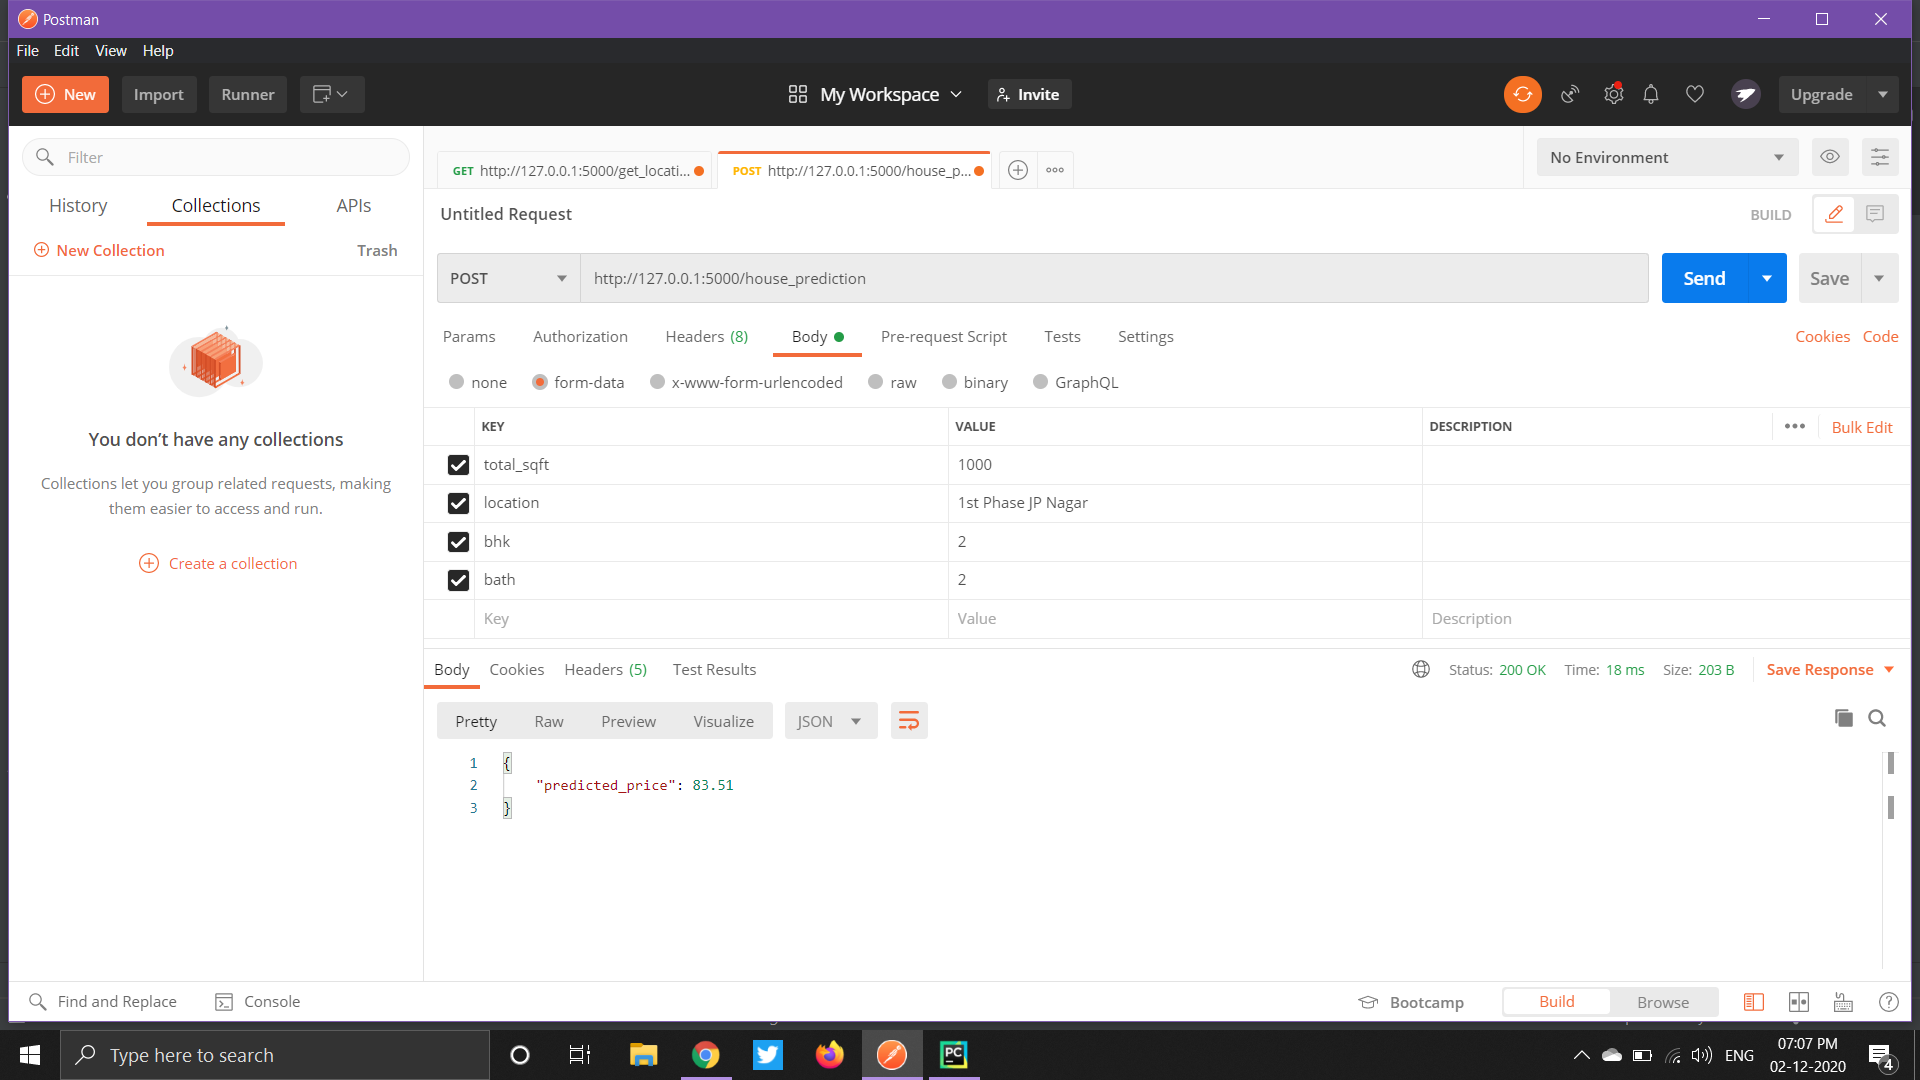 Postman
File Edit View Help
New Import Runner My Workspace Invite Upgrade
Filter
History Collections APIs
New Collection Trash
You don't have any collections
Collections let you group related requests, making
them easier to access and run.
Create a collection
GET http://127.0.0.1:5000/get_locati... POST http://127.0.0.1:5000/house_p... No Environment
Untitled Request BUILD
POST http://127.0.0.1:5000/house_prediction Send Save
Params Authorization Headers (8) Body Pre-request Script Tests Settings Cookies Code
none form-data x-www-form-urlencoded raw binary GraphQL
KEY VALUE DESCRIPTION Bulk Edit
total_sqft 1000
location 1st Phase JP Nagar
bhk 2
bath 2
Key Value Description
Body Cookies Headers (5) Test Results Status: 200 OK Time: 18 ms Size: 203 B Save Response
Pretty Raw Preview Visualize JSON
1 {
2 "predicted_price": 83.51
3 }
Find and Replace Console Bootcamp Build Browse
Type here to search PC ENG 07:07 PM
02-12-2020 4